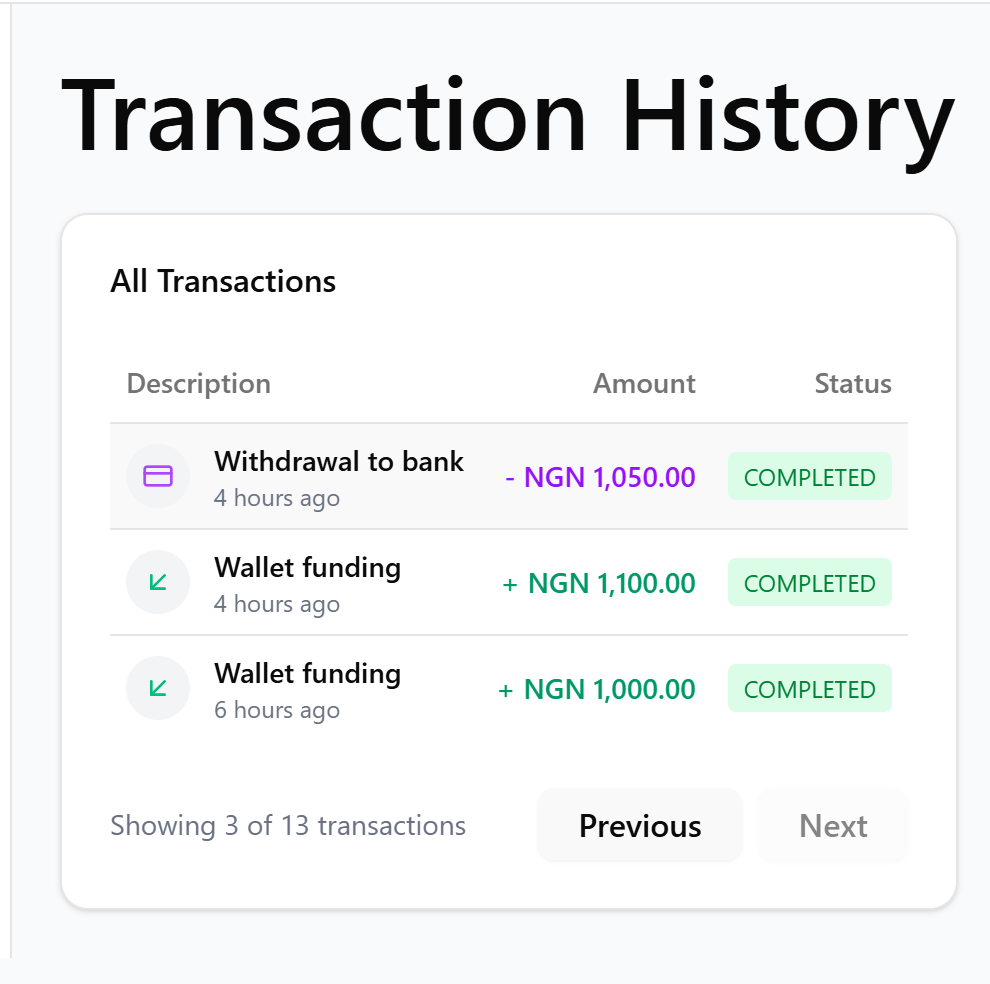 Transaction History
All Transactions
Description Amount Status
Withdrawal to bank
4 hours ago
- NGN 1,050.00
COMPLETED
Wallet funding
4 hours ago
+ NGN 1,100.00
COMPLETED
Wallet funding
6 hours ago
+ NGN 1,000.00
COMPLETED
Showing 3 of 13 transactions
Previous Next